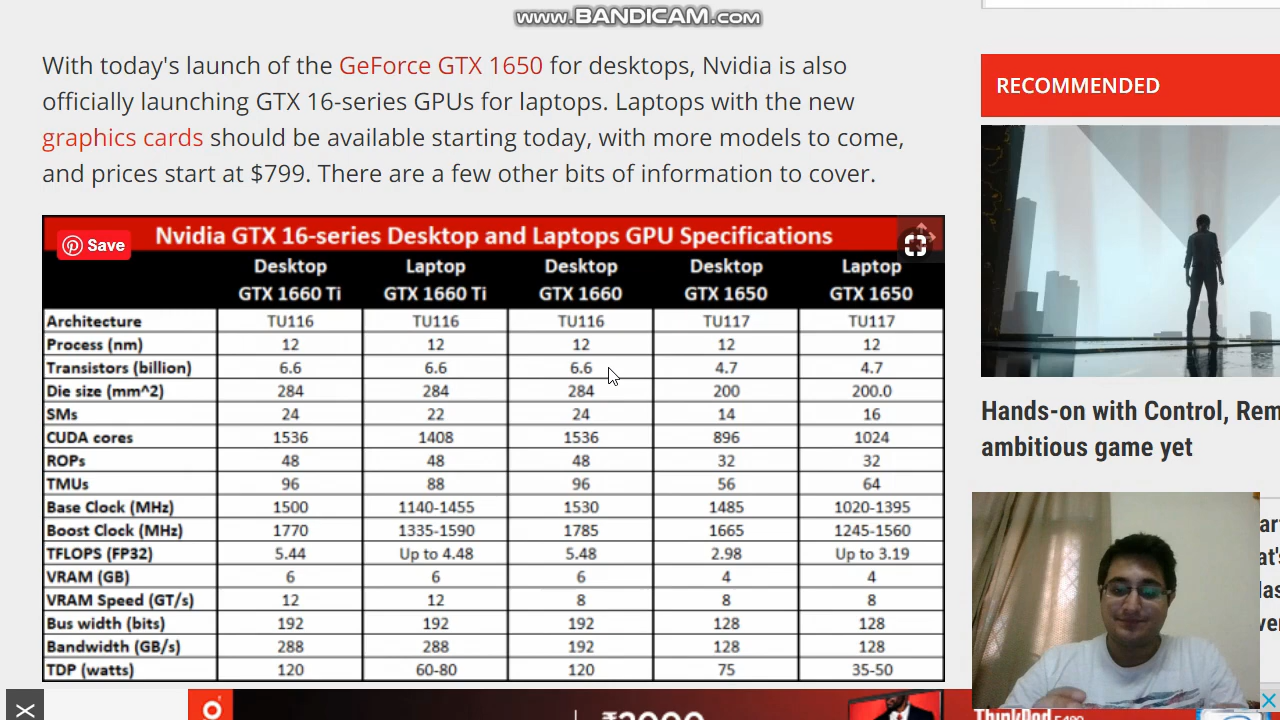 www.BANDICAM.com
With today's launch of the GeForce GTX 1650 for desktops, Nvidia is also
officially launching GTX 16-series GPUs for laptops. Laptops with the new
graphics cards should be available starting today, with more models to come,
and prices start at $799. There are a few other bits of information to cover.
RECOMMENDED
Save
Nvidia GTX 16-series Desktop and Laptops GPU Specifications
Desktop GTX 1660 Ti Laptop GTX 1660 Ti Desktop GTX 1660 Desktop GTX 1650 Laptop GTX 1650
Architecture TU116 TU116 TU116 TU117 TU117
Process (nm) 12 12 12 12 12
Transistors (billion) 6.6 6.6 6.6 4.7 4.7
Die size (mm^2) 284 284 284 200 200.0
SMs 24 22 24 14 16
CUDA cores 1536 1408 1536 896 1024
ROPs 48 48 48 32 32
TMUs 96 88 96 56 64
Base Clock (MHz) 1500 1140-1455 1530 1485 1020-1395
Boost Clock (MHz) 1770 1335-1590 1785 1665 1245-1560
TFLOPS (FP32) 5.44 Up to 4.48 5.48 2.98 Up to 3.19
VRAM (GB) 6 6 6 4 4
VRAM Speed (GT/s) 12 12 8 8 8
Bus width (bits) 192 192 192 128 128
Bandwidth (GB/s) 288 288 192 128 128
TDP (watts) 120 60-80 120 75 35-50
Hands-on with Control, Rem
ambitious game yet